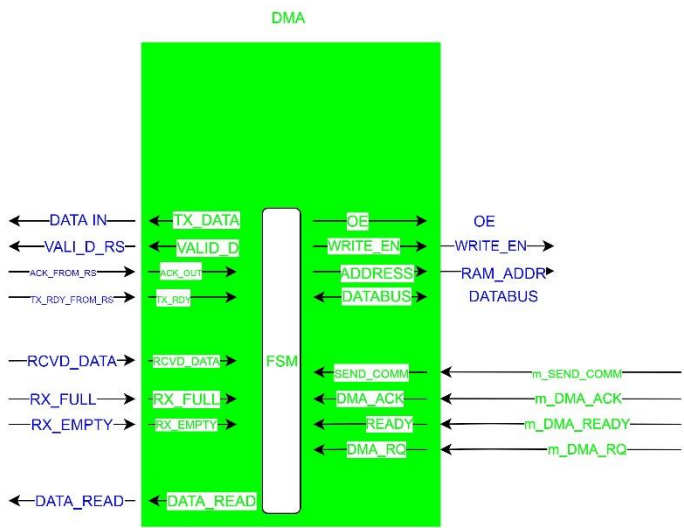 DMA
DATA IN TX_DATA OE OE
VALI_D_RS VALID_D WRITE_EN WRITE_EN
ACK_FROM_RS ACK_OUT ADDRESS RAM_ADDR
TX_RDY_FROM_RS TX_RDY DATABUS DATABUS
RCVD_DATA RCVD_DATA FSM SEND_COMM m_SEND_COMM
RX_FULL RX_FULL DMA_ACK m_DMA_ACK
RX_EMPTY RX_EMPTY READY m_DMA_READY
DMA_RQ m_DMA_RQ
DATA_READ DATA_READ